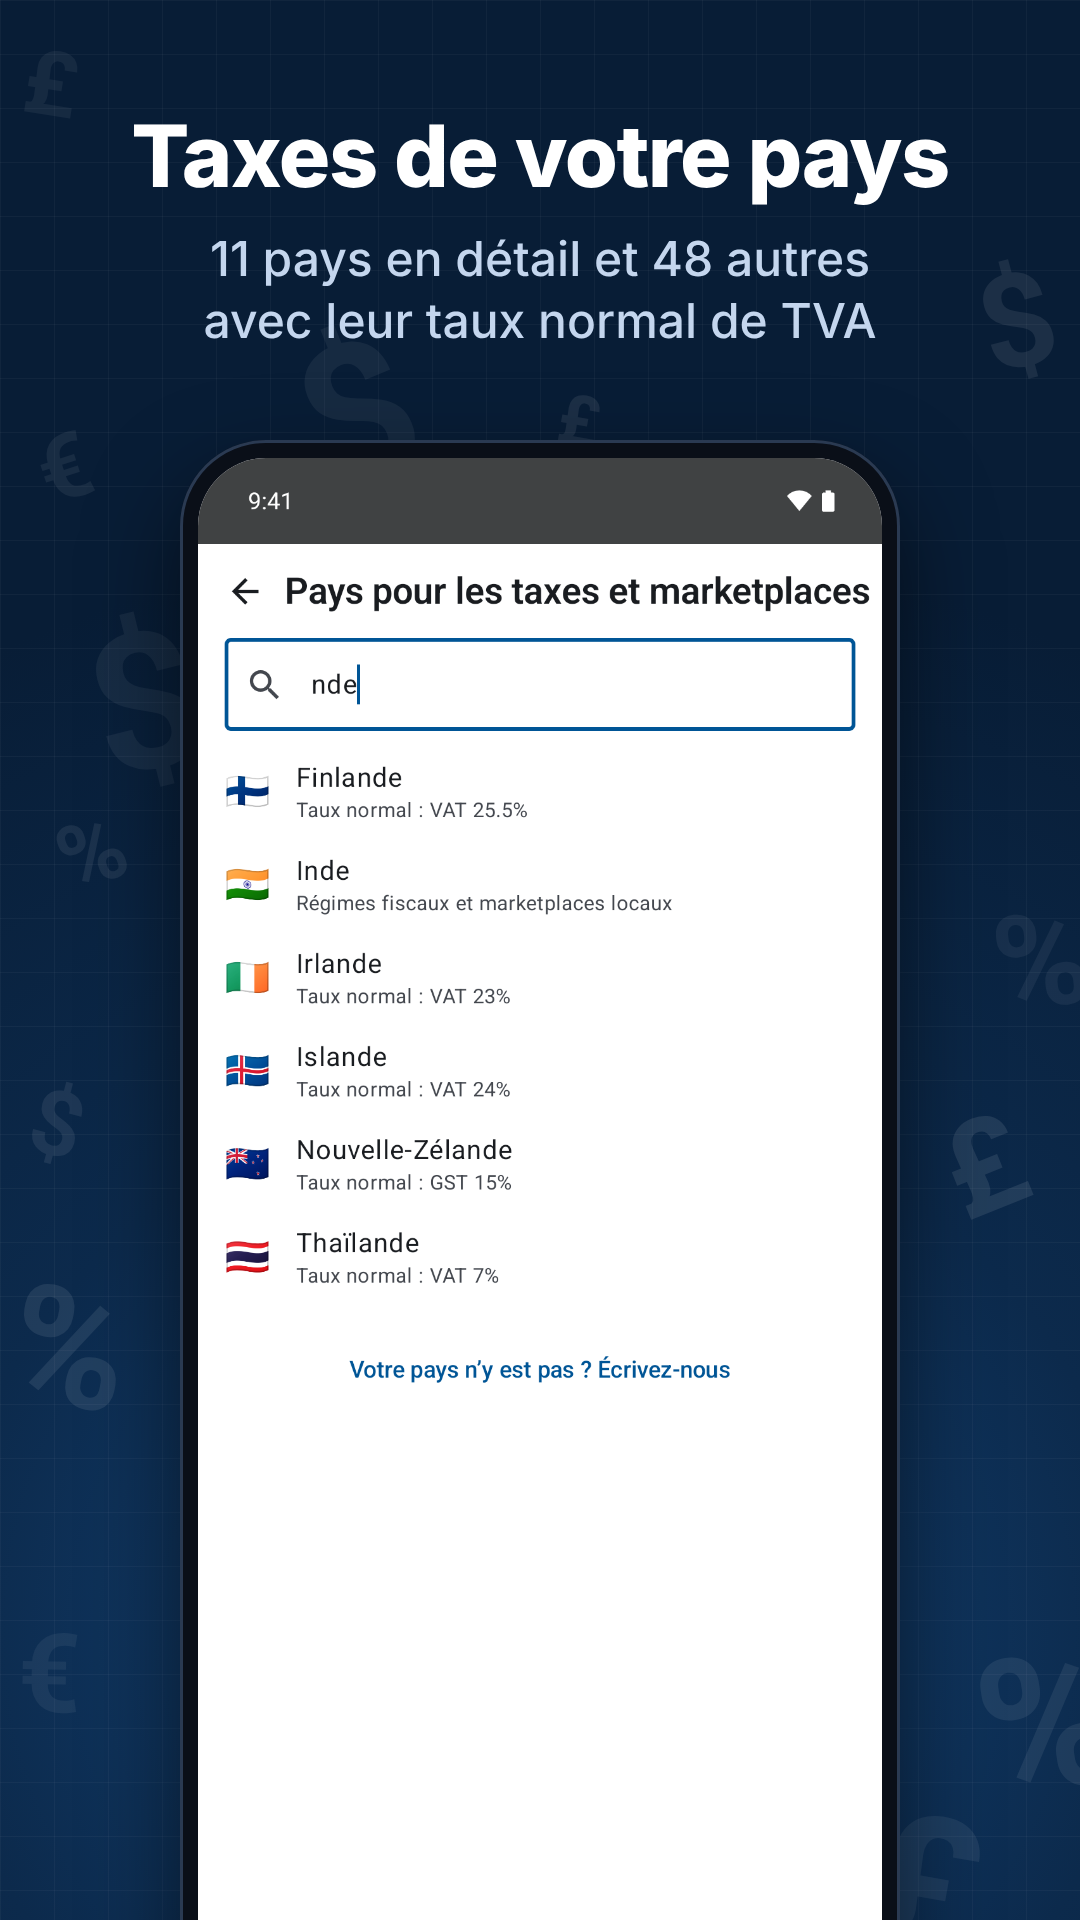 Taxes de votre pays
11 pays en détail et 48 autres
avec leur taux normal de TVA
9:41
Pays pour les taxes et marketplaces
nde
Finlande
Taux normal : VAT 25.5%
Inde
Régimes fiscaux et marketplaces locaux
Irlande
Taux normal : VAT 23%
Islande
Taux normal : VAT 24%
Nouvelle-Zélande
Taux normal : GST 15%
Thaïlande
Taux normal : VAT 7%
Votre pays n’y est pas ? Écrivez-nous